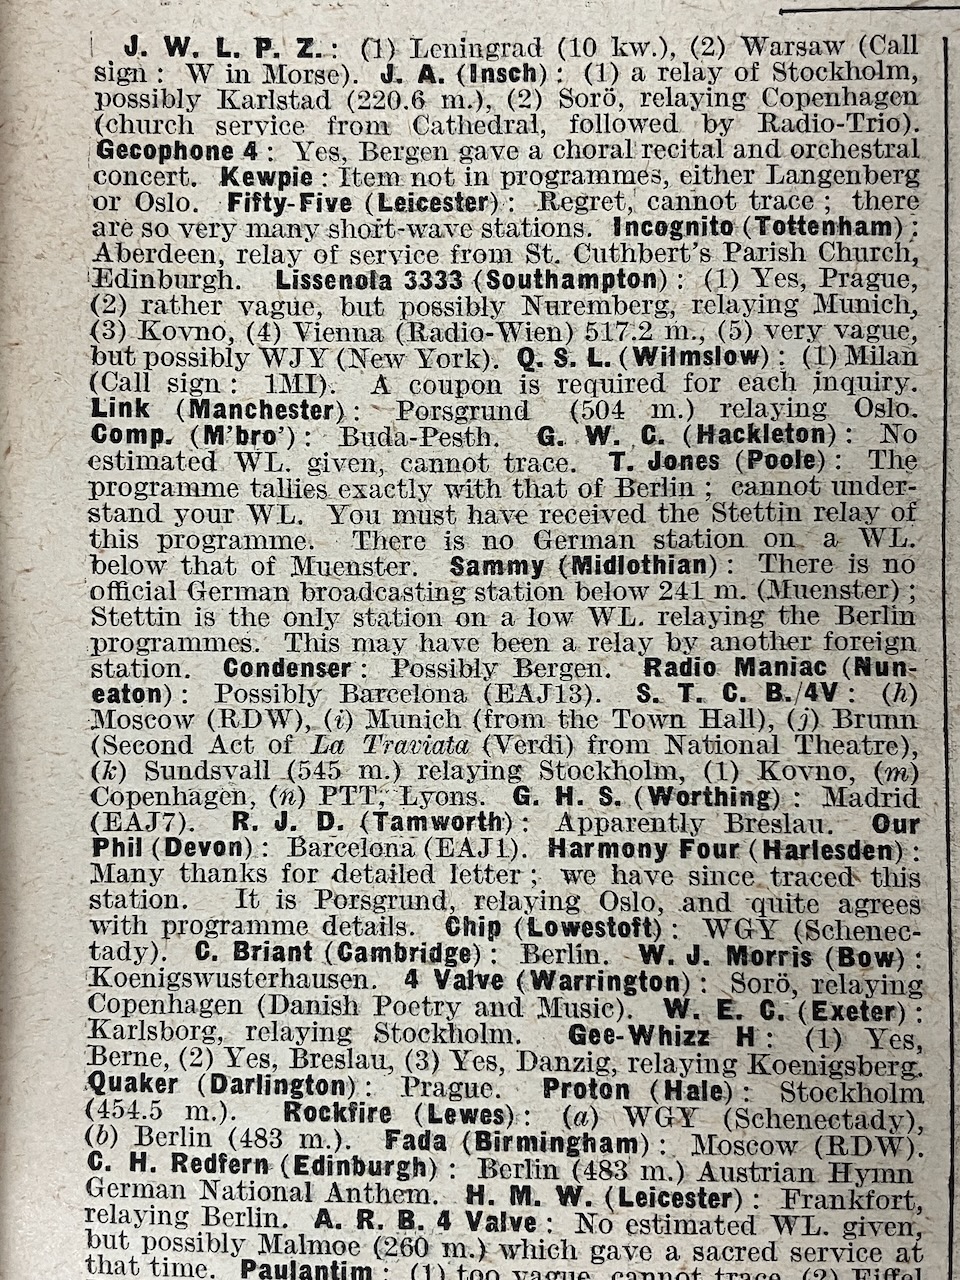 J. W. L. P. Z.: (1) Leningrad (10 kw.), (2) Warsaw (Call
sign: W in Morse). J. A. (Insch): (1) a relay of Stockholm,
possibly Karlstad (220.6 m.), (2) Sorö, relaying Copenhagen
(church service from Cathedral, followed by Radio-Trio).
Gecophone 4: Yes, Bergen gave a choral recital and orchestral
concert. Kewpie: Item not in programmes, either Langenberg
or Oslo. Fifty-Five (Leicester): Regret, cannot trace; there
are so very many short-wave stations. Incognito (Tottenham):
Aberdeen, relay of service from St. Cuthbert's Parish Church,
Edinburgh. Lissenola 3333 (Southampton): (1) Yes, Prague,
(2) rather vague, but possibly Nuremberg, relaying Munich,
(3) Kovno, (4) Vienna (Radio-Wien) 517.2 m., (5) very vague,
but possibly WJY (New York). Q. S. L. (Wilmslow): (1) Milan
(Call sign: 1MI). A coupon is required for each inquiry.
Link (Manchester): Porsgrund (504 m.) relaying Oslo.
Comp. (M'bro'): Buda-Pesth. G. W. C. (Hackleton): No
estimated WL. given, cannot trace. T. Jones (Poole): The
programme tallies exactly with that of Berlin; cannot under-
stand your WL. You must have received the Stettin relay of
this programme. There is no German station on a WL.
below that of Muenster. Sammy (Midlothian): There is no
official German broadcasting station below 241 m. (Muenster);
Stettin is the only station on a low WL. relaying the Berlin
programmes. This may have been a relay by another foreign
station. Condenser: Possibly Bergen. Radio Maniac (Nun-
eaton): Possibly Barcelona (EAJ13). S. T. C. B./4V: (h)
Moscow (RDW), (i) Munich (from the Town Hall), (j) Brunn
(Second Act of La Traviata (Verdi) from National Theatre),
(k) Sundsvall (545 m.) relaying Stockholm, (1) Kovno, (m)
Copenhagen, (n) PTT, Lyons. G. H. S. (Worthing): Madrid
(EAJ7). R. J. D. (Tamworth): Apparently Breslau. Our
Phil (Devon): Barcelona (EAJ1). Harmony Four (Harlesden):
Many thanks for detailed letter; we have since traced this
station. It is Porsgrund, relaying Oslo, and quite agrees
with programme details. Chip (Lowestoft): WGY (Schenec-
tady). C. Briant (Cambridge): Berlin. W. J. Morris (Bow):
Koenigswusterhausen. 4 Valve (Warrington): Sorö, relaying
Copenhagen (Danish Poetry and Music). W. E. C. (Exeter):
Karlsborg, relaying Stockholm. Gee-Whizz H: (1) Yes,
Berne, (2) Yes, Breslau, (3) Yes, Danzig, relaying Koenigsberg.
Quaker (Darlington): Prague. Proton (Hale): Stockholm
(454.5 m.). Rockfire (Lewes): (a) WGY (Schenectady),
(b) Berlin (483 m.). Fada (Birmingham): Moscow (RDW).
C. H. Redfern (Edinburgh): Berlin (483 m.) Austrian Hymn
German National Anthem. H. M. W. (Leicester): Frankfort,
relaying Berlin. A. R. B. 4 Valve: No estimated WL. given,
but possibly Malmoe (260 m.) which gave a sacred service at
that time. Paulantim: (1) too vague, cannot trace, (2) Eiffel